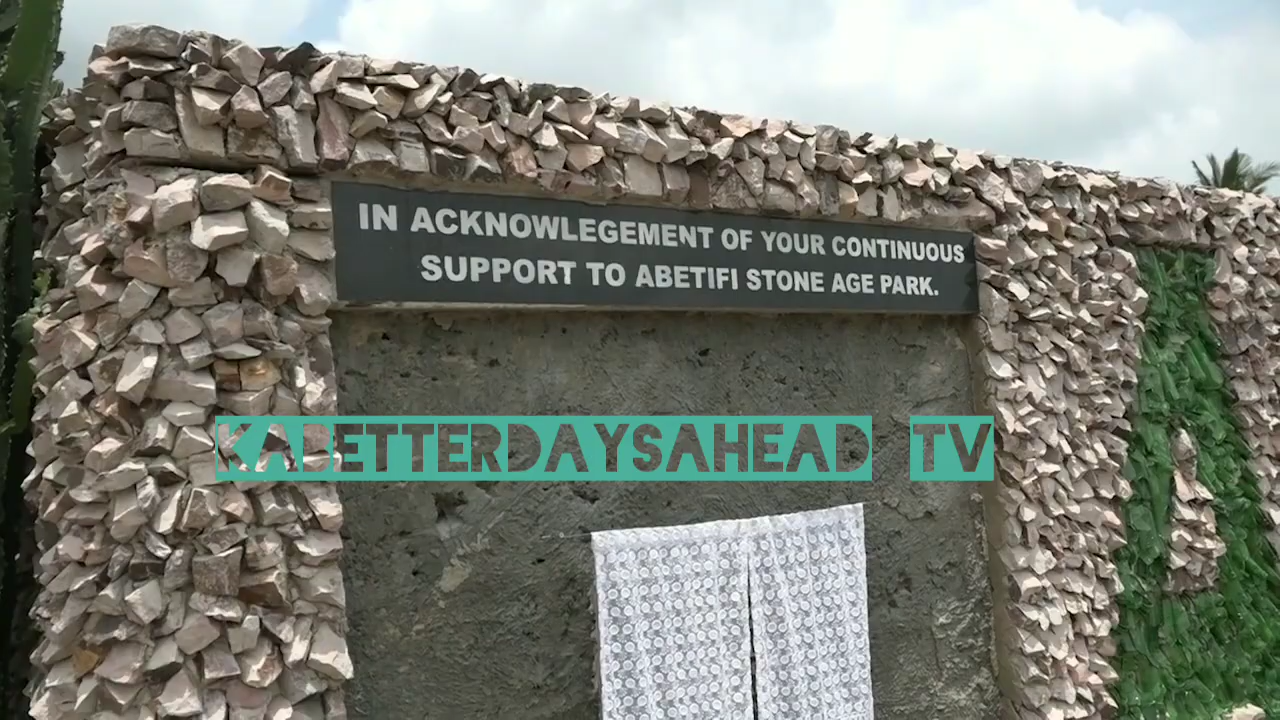 IN ACKNOWLEGEMENT OF YOUR CONTINUOUS
SUPPORT TO ABETIFI STONE AGE PARK.
KABETTERDAYSAHEAD TV